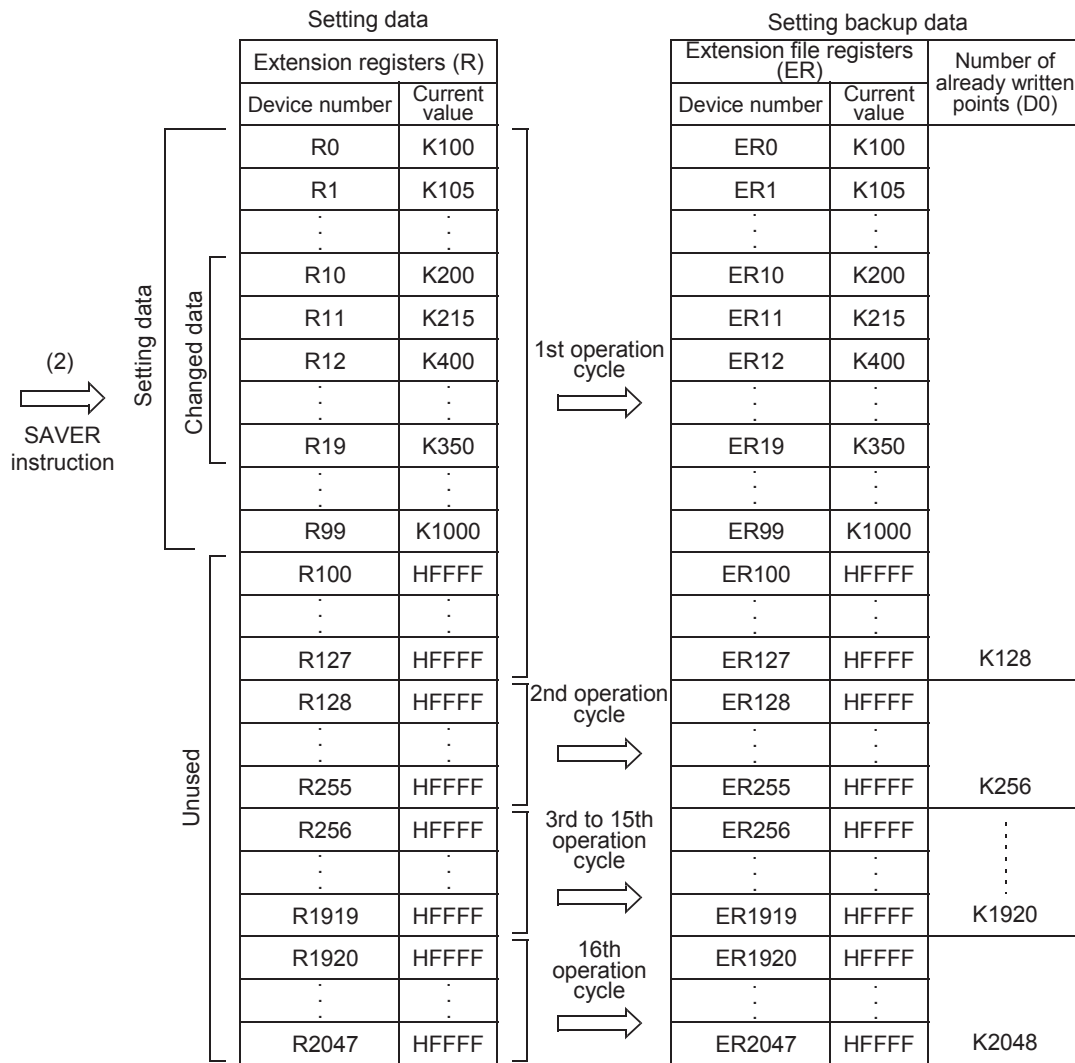 Setting data
Setting backup data
Extension registers (R)
Extension file registers
(ER)
Number of
already written
points (D0)
Device number
Current
value
Device number
Current
value
R0 K100 ER0 K100
R1 K105 ER1 K105
: : : :
R10 K200 ER10 K200
R11 K215 ER11 K215
R12 K400 ER12 K400
: : : :
R19 K350 ER19 K350
: : : :
R99 K1000 ER99 K1000
R100 HFFFF ER100 HFFFF
: : : :
R127 HFFFF ER127 HFFFF K128
R128 HFFFF ER128 HFFFF
: : : :
R255 HFFFF ER255 HFFFF K256
R256 HFFFF ER256 HFFFF
: : : :
R1919 HFFFF ER1919 HFFFF K1920
R1920 HFFFF ER1920 HFFFF
: : : :
R2047 HFFFF ER2047 HFFFF K2048
(2)
SAVER
instruction
Setting data
Changed data
Unused
1st operation
cycle
2nd operation
cycle
3rd to 15th
operation
cycle
16th
operation
cycle